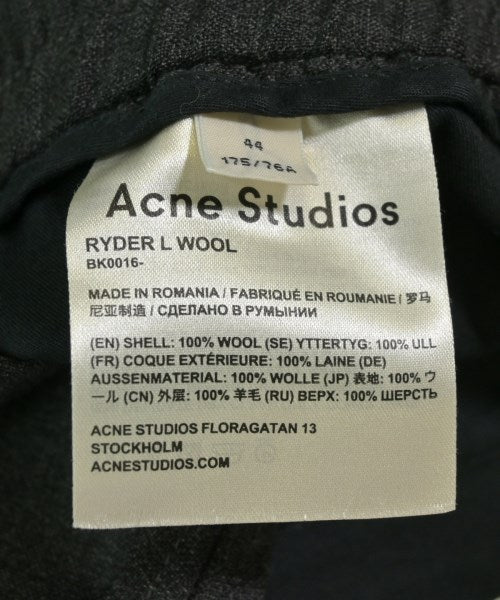 44
175/76A
Acne Studios
RYDER L WOOL
BK0016-
MADE IN ROMANIA / FABRIQUÉ EN ROUMANIE / 罗马
尼亚制造 / СДЕЛАНО В РУМЫНИИ
(EN) SHELL: 100% WOOL (SE) YTTERTYG: 100% ULL
(FR) COQUE EXTÉRIEURE: 100% LAINE (DE)
AUSSENMATERIAL: 100% WOLLE (JP) 表地: 100% ウ
ール (CN) 外层: 100% 羊毛 (RU) ВЕРХ: 100% ШЕРСТЬ
ACNE STUDIOS FLORAGATAN 13
STOCKHOLM
ACNESTUDIOS.COM